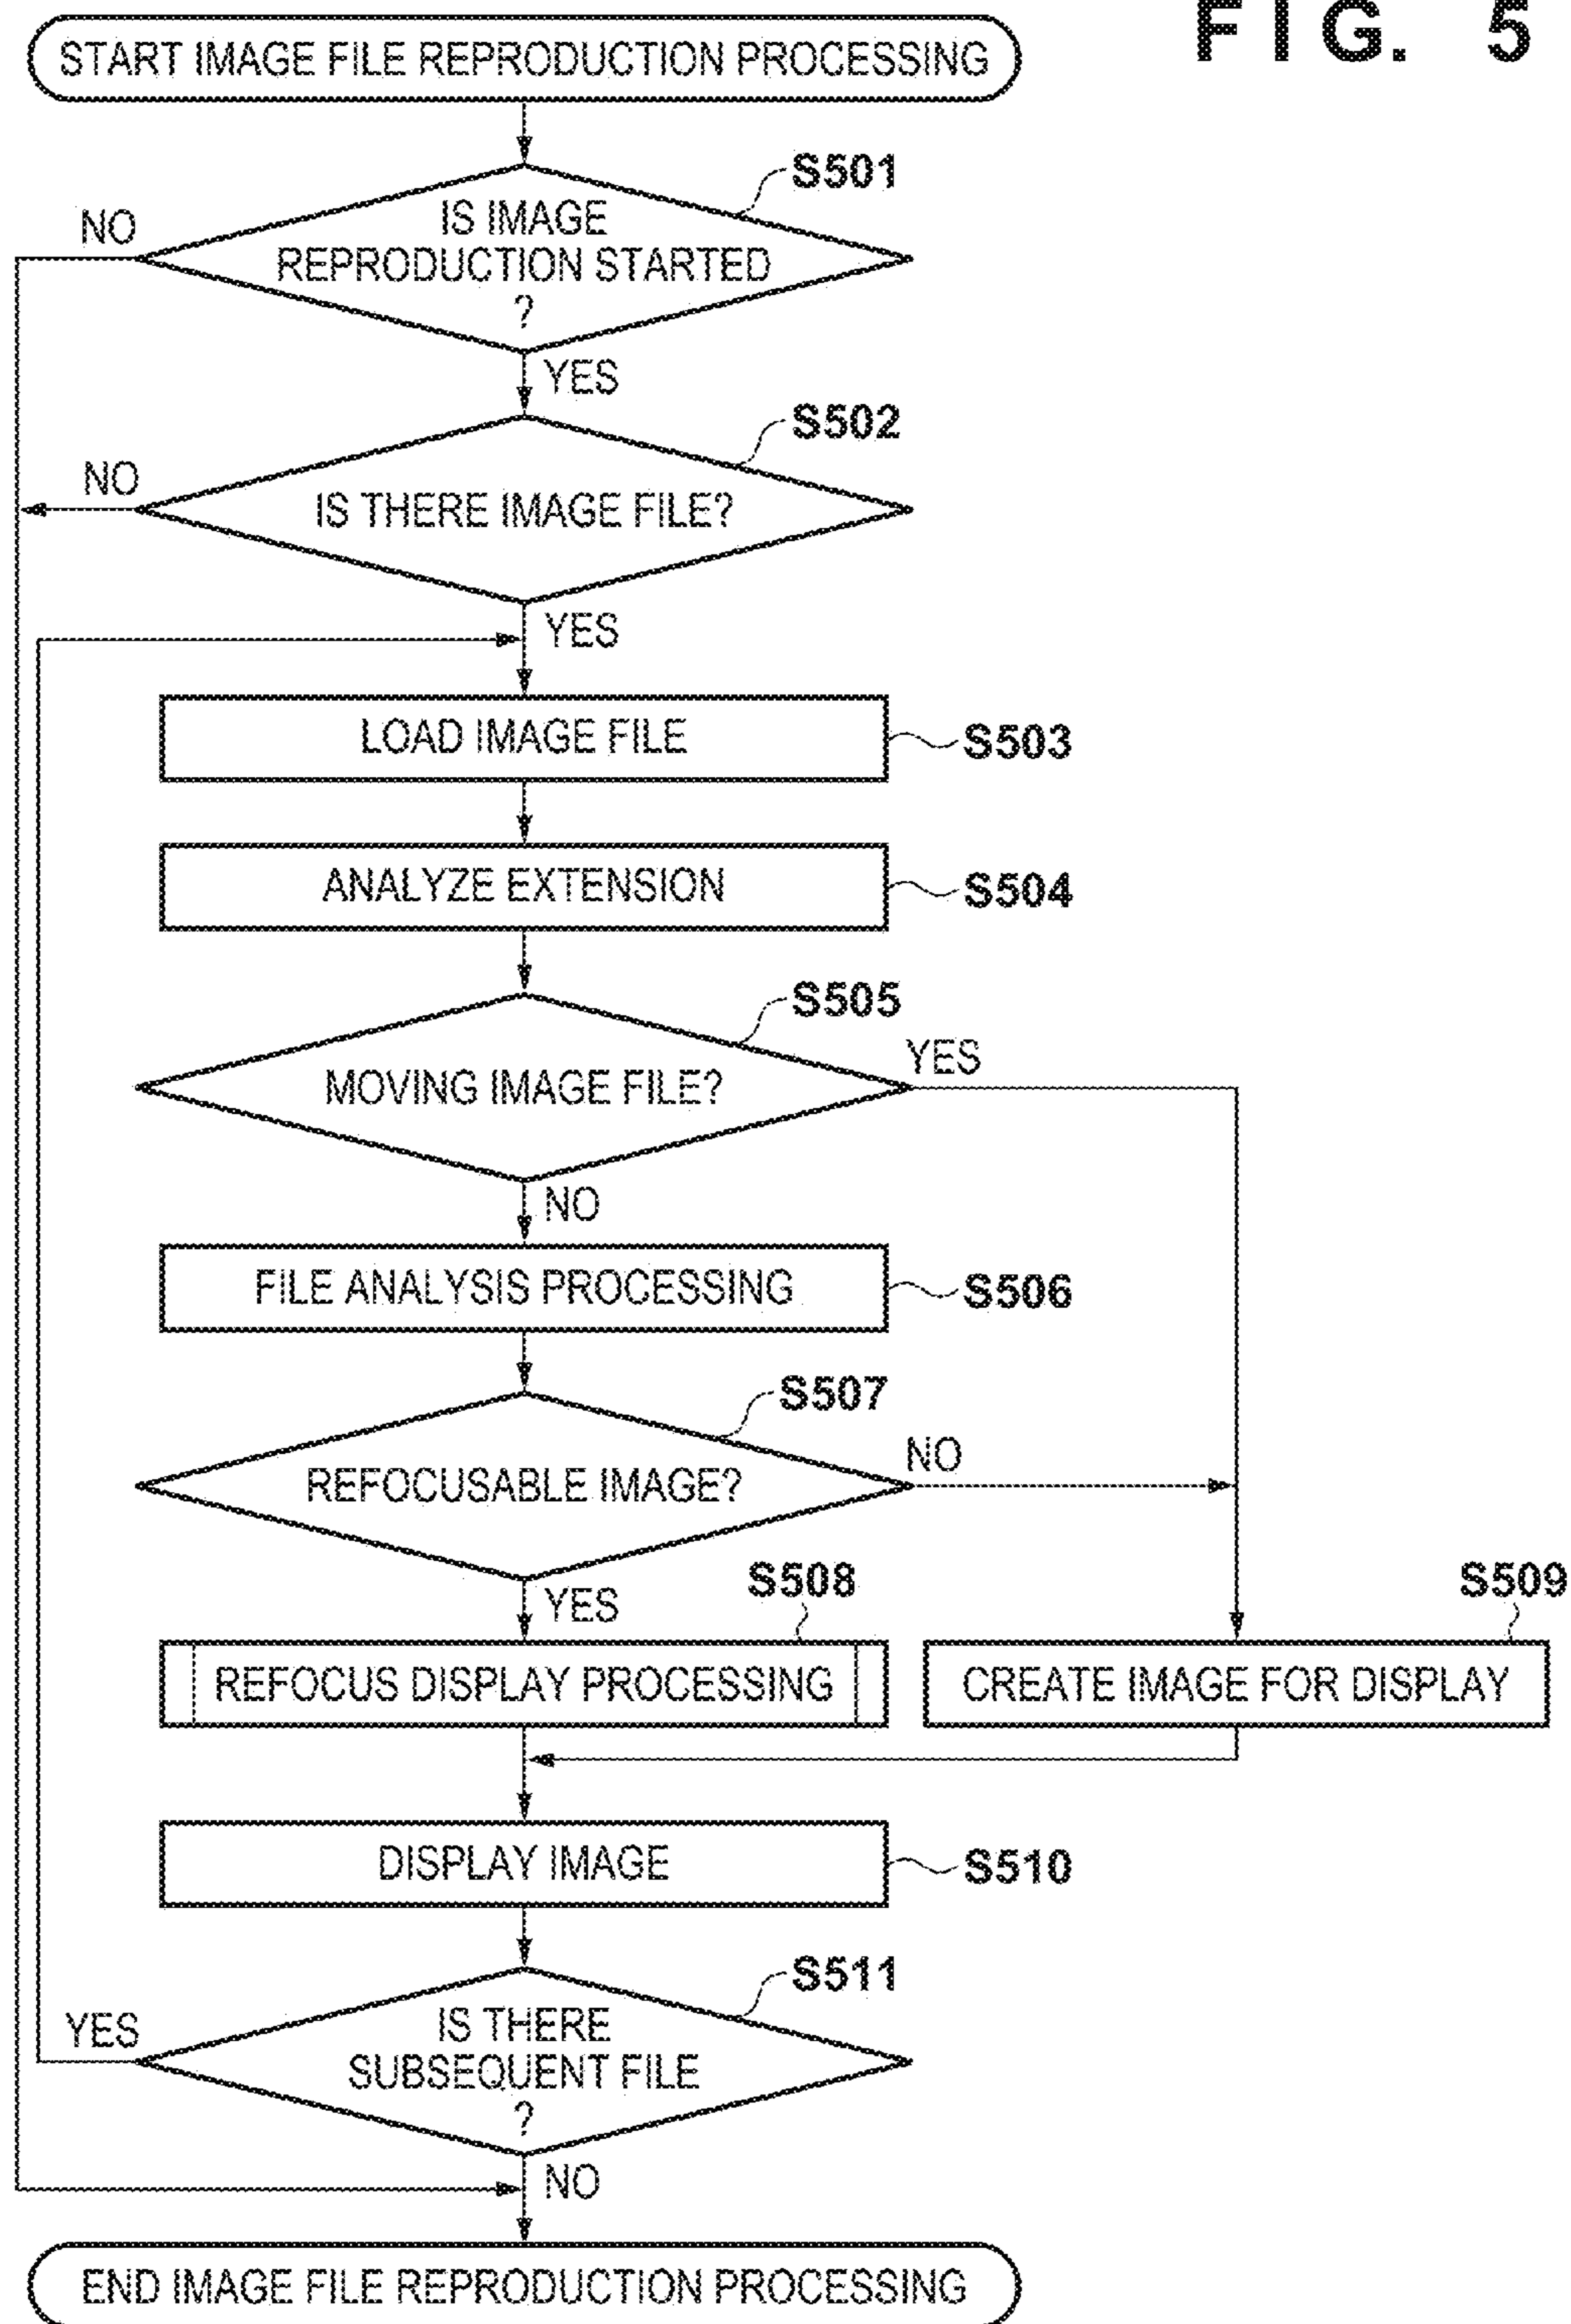 FIG. 5
START IMAGE FILE REPRODUCTION PROCESSING
S501
NO
IS IMAGE
REPRODUCTION STARTED
?
YES
S502
NO
IS THERE IMAGE FILE?
YES
LOAD IMAGE FILE
S503
ANALYZE EXTENSION
S504
S505
YES
MOVING IMAGE FILE?
NO
FILE ANALYSIS PROCESSING
S506
S507
NO
REFOCUSABLE IMAGE?
YES
S508
S509
REFOCUS DISPLAY PROCESSING
CREATE IMAGE FOR DISPLAY
DISPLAY IMAGE
S510
S511
YES
IS THERE
SUBSEQUENT FILE
?
NO
END IMAGE FILE REPRODUCTION PROCESSING